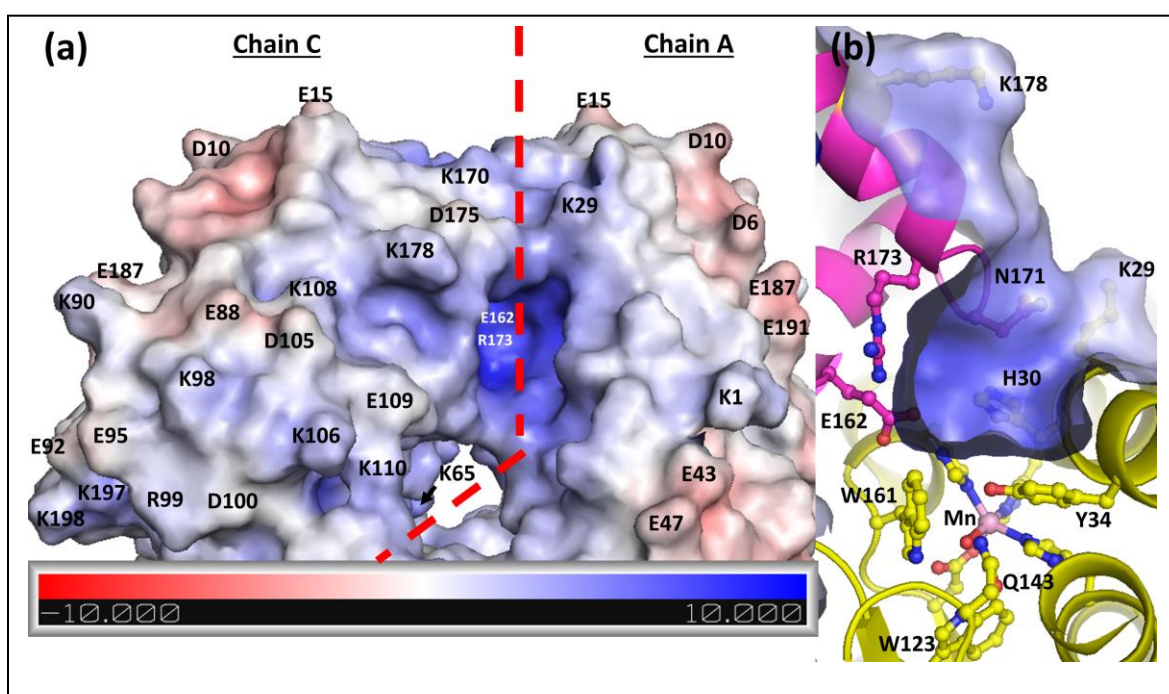 (a)
Chain C
Chain A
(b)
E15
E15
K178
D10
D10
K170
K29
D175
D6
K178
R173
N171
K29
E187
E187
K90
K108
E88
E162
E191
D105
R173
H30
K98
K1
E109
E162
E92
E95
K106
K110
K65
E43
W161
Mn
Y34
K197
R99
D100
E47
K198
Q143
-10.000
10.000
W123